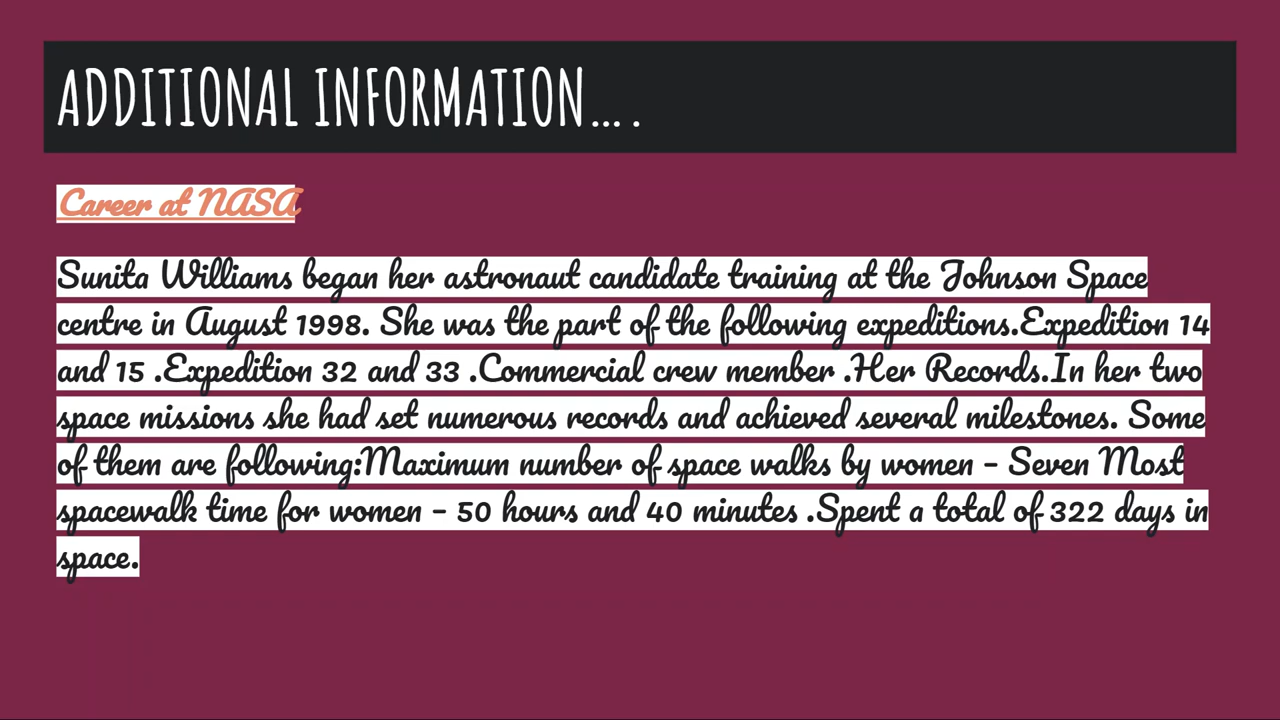 ADDITIONAL INFORMATION... .
Career at NASA
Sunita Williams began her astronaut candidate training at the Johnson Space
centre in August 1998. She was the part of the following expeditions.Expedition 14
and 15 .Expedition 32 and 33 .Commercial crew member .Her Records.In her two
space missions she had set numerous records and achieved several milestones. Some
of them are following:Maximum number of space walks by women - Seven Most
spacewalk time for women - 50 hours and 40 minutes .Spent a total of 322 days in
space.